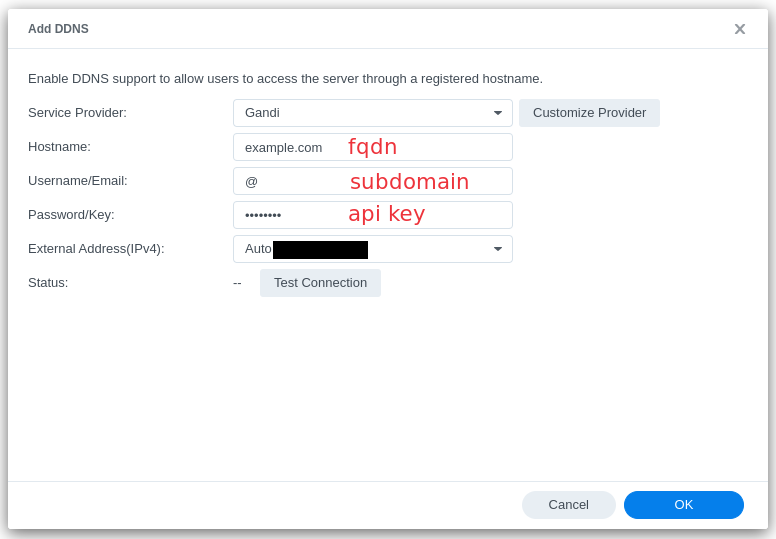 Add DDNS
Enable DDNS support to allow users to access the server through a registered hostname.
Service Provider: Gandi Customize Provider
Hostname: example.com fqdn
Username/Email: @ subdomain
Password/Key: •••••••• api key
External Address(IPv4): Auto
Status: -- Test Connection
Cancel OK